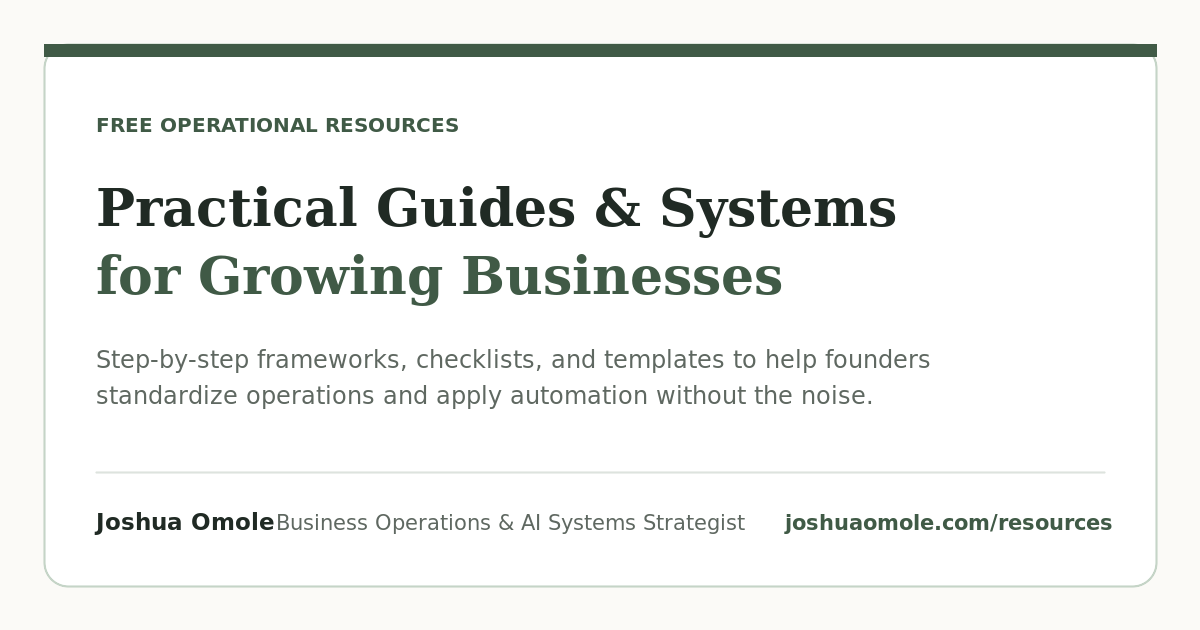 FREE OPERATIONAL RESOURCES
Practical Guides & Systems
for Growing Businesses
Step-by-step frameworks, checklists, and templates to help founders
standardize operations and apply automation without the noise.
Joshua Omole Business Operations & AI Systems Strategist joshuaomole.com/resources